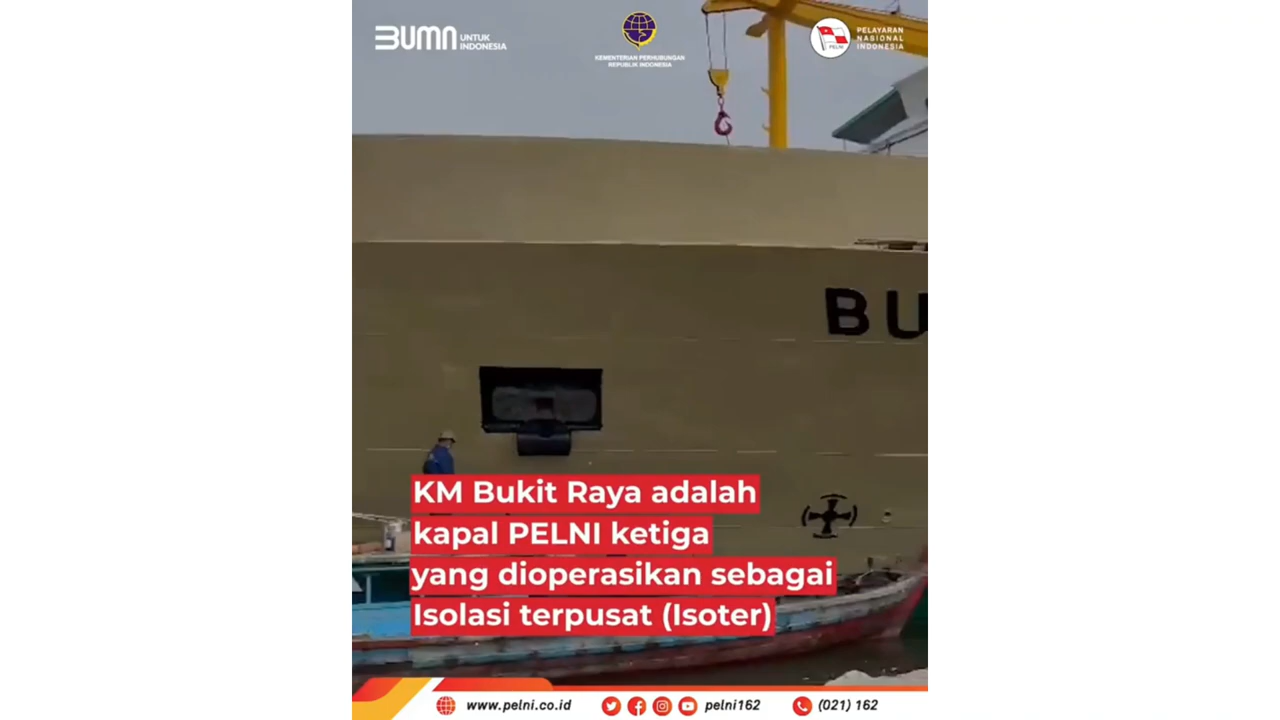 BUMN UNTUK
INDONESIA
KEMENTERIAN PERHUBUNGAN
REPUBLIK INDONESIA
PELNI
PELAYARAN
NASIONAL
INDONESIA
BU
KM Bukit Raya adalah
kapal PELNI ketiga
yang dioperasikan sebagai
Isolasi terpusat (Isoter)
www.pelni.co.id
pelni162
(021) 162